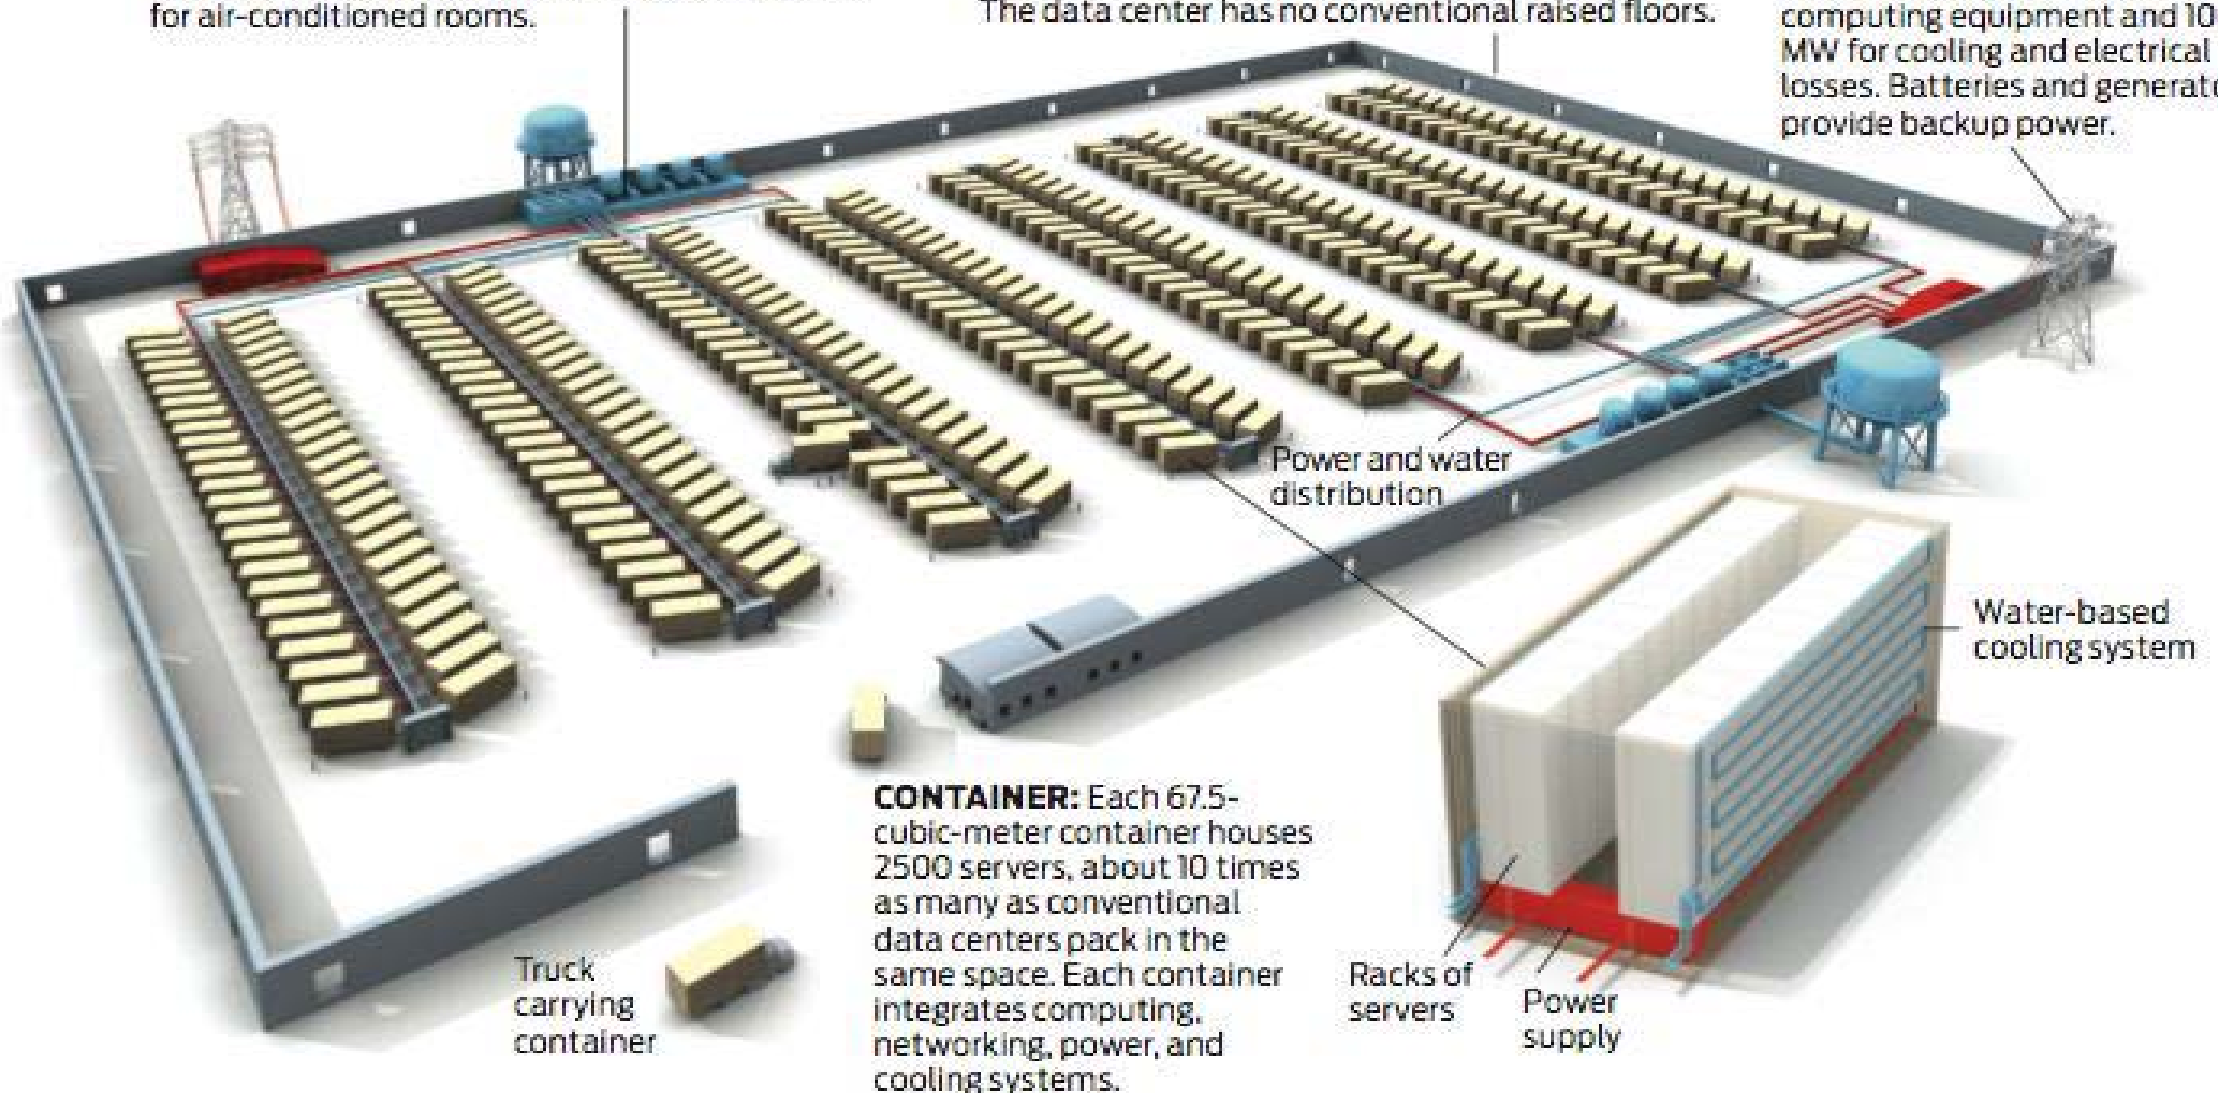 for air-conditioned rooms.
The data center has no conventional raised floors.
computing equipment and 10
MW for cooling and electrical
losses. Batteries and generat
provide backup power.
Power and water
distribution
Water-based
cooling system
CONTAINER: Each 67.5-
cubic-meter container houses
2500 servers, about 10 times
as many as conventional
data centers pack in the
same space. Each container
integrates computing,
networking, power, and
cooling systems.
Truck
carrying
container
Racks of
servers
Power
supply